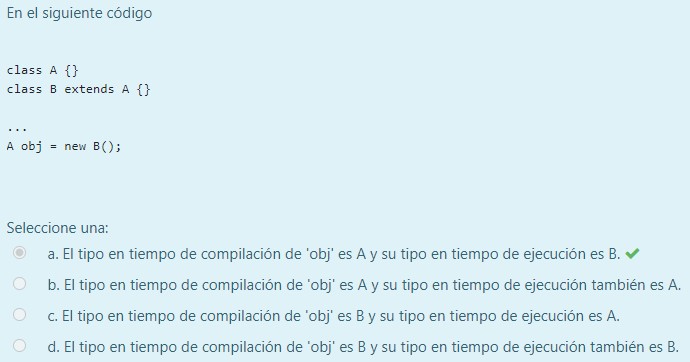 En el siguiente código
class A {}
class B extends A {}
...
A obj = new B();
Seleccione una:
a. El tipo en tiempo de compilación de 'obj' es A y su tipo en tiempo de ejecución es B.
b. El tipo en tiempo de compilación de 'obj' es A y su tipo en tiempo de ejecución también es A.
c. El tipo en tiempo de compilación de 'obj' es B y su tipo en tiempo de ejecución es A.
d. El tipo en tiempo de compilación de 'obj' es B y su tipo en tiempo de ejecución también es B.